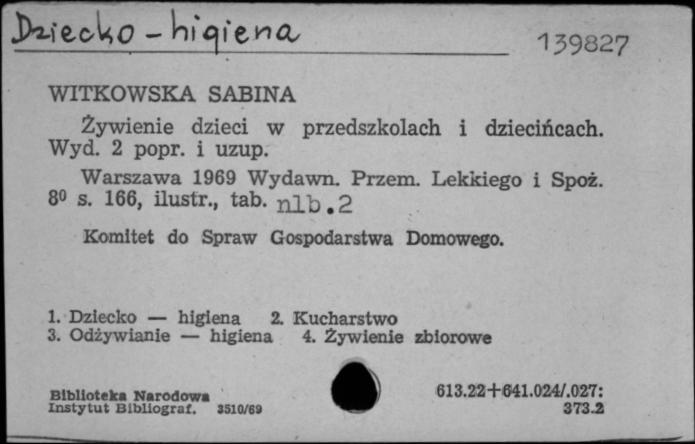 Dziecko – higiena
139827
WITKOWSKA SABINA
Żywienie dzieci w przedszkolach i dziecińcach.
Wyd. 2 popr. i uzup.
Warszawa 1969 Wydawn. Przem. Lekkiego i Spoż.
8⁰ s. 166, ilustr., tab. nlb.2
Komitet do Spraw Gospodarstwa Domowego.
1. Dziecko — higiena 2. Kucharstwo
3. Odżywianie — higiena 4. Żywienie zbiorowe
Biblioteka Narodowa
Instytut Bibliograf. 3510/69
613.22+641.024/.027:
373.2